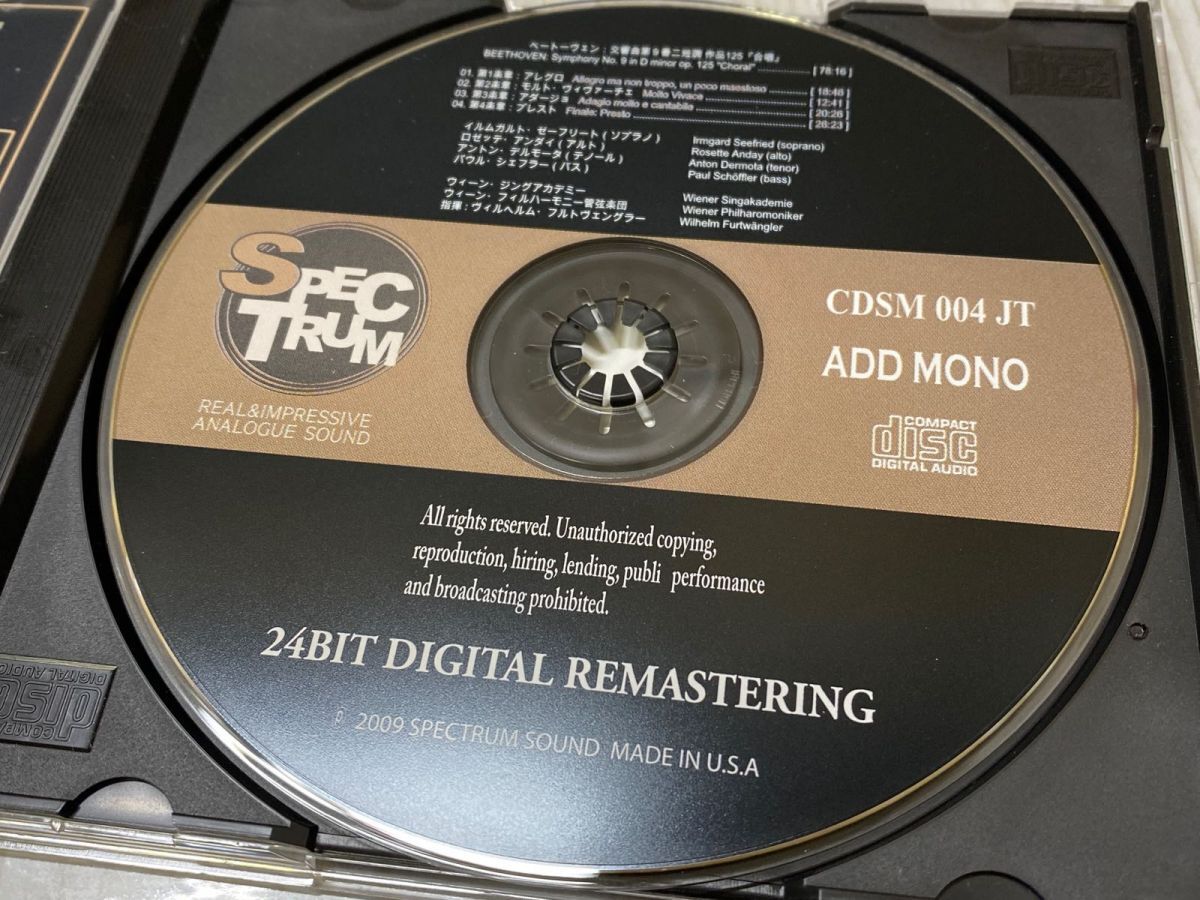 ベートーヴェン：交響曲第9番ニ短調 作品125『合唱』
BEETHOVEN: Symphony No. 9 in D minor op. 125 "Choral" [ 78:16 ]
01. 第1楽章：アレグロ Allegro ma non troppo, un poco maestoso [ 18:46 ]
02. 第2楽章：モルト・ヴィヴァーチェ Molto Vivace [ 12:41 ]
03. 第3楽章：アダージョ Adagio molto e cantabile [ 20:26 ]
04. 第4楽章：プレスト Finale: Presto [ 26:23 ]
イルムガルト・ゼーフリート(ソプラノ) Irmgard Seefried (soprano)
ロゼッテ・アンダイ(アルト) Rosette Anday (alto)
アントン・デルモータ(テノール) Anton Dermota (tenor)
パウル・シェフラー(バス) Paul Schöffler (bass)
ウィーン・ジングアカデミー Wiener Singakademie
ウィーン・フィルハーモニー管弦楽団 Wiener Philharomoniker
指揮：ヴィルヘルム・フルトヴェングラー Wilhelm Furtwängler
SPECTRUM
REAL&IMPRESSIVE
ANALOGUE SOUND
CDSM 004 JT
ADD MONO
COMPACT
disc
DIGITAL AUDIO
All rights reserved. Unauthorized copying,
reproduction, hiring, lending, publi performance
and broadcasting prohibited.
24BIT DIGITAL REMASTERING
℗ 2009 SPECTRUM SOUND MADE IN U.S.A
disc
DIGITAL AUDIO